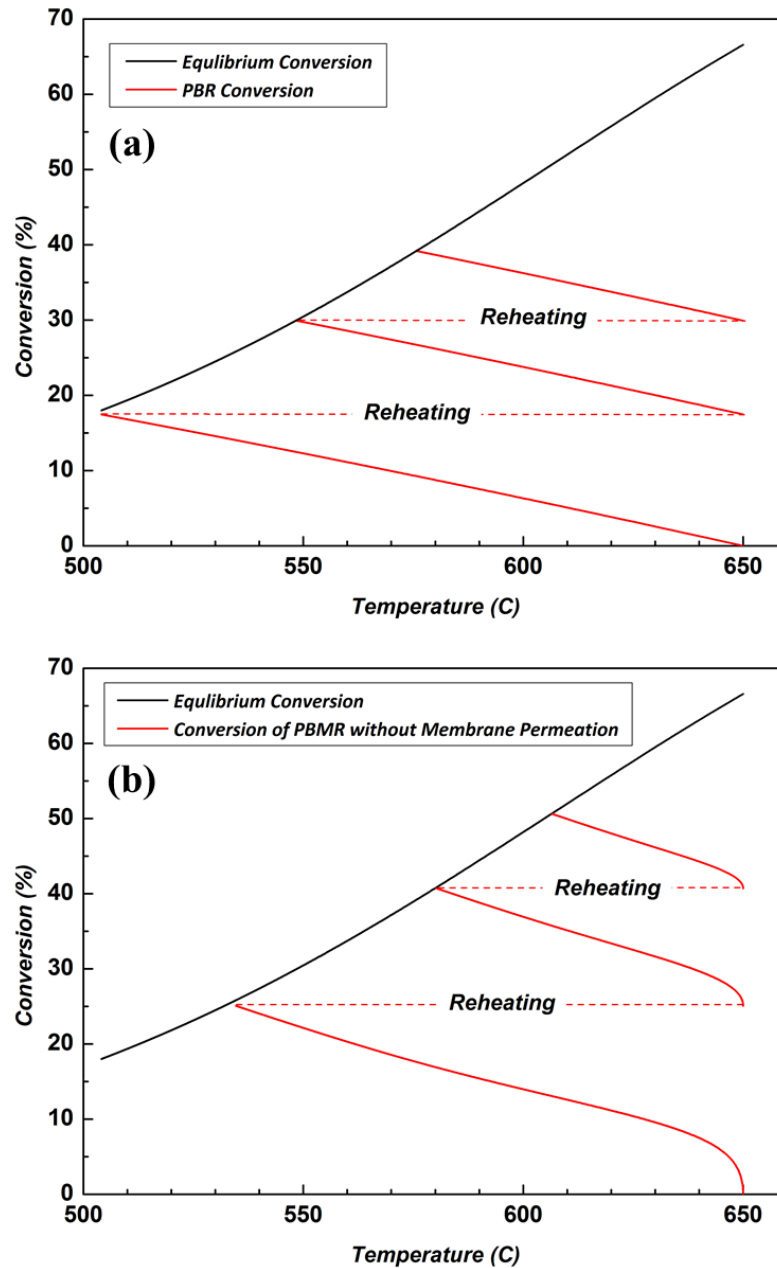 70
60
50
40
30
20
10
0
Conversion (%)
Equlibrium Conversion
PBR Conversion
(a)
Reheating
Reheating
500
550
600
650
Temperature (C)
70
60
50
40
30
20
10
0
Conversion (%)
Equlibrium Conversion
Conversion of PBMR without Membrane Permeation
(b)
Reheating
Reheating
500
550
600
650
Temperature (C)